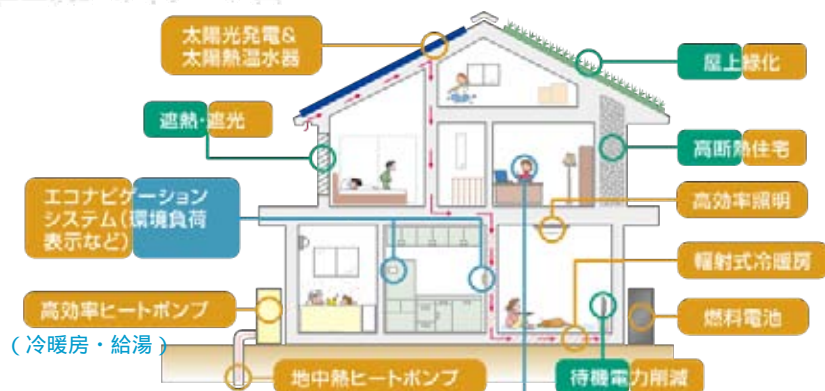 太陽光発電&
太陽熱温水器
屋上緑化
遮熱・遮光
高断熱住宅
エコナビゲーション
システム(環境負荷
表示など)
高効率照明
輻射式冷暖房
高効率ヒートポンプ
(冷暖房・給湯)
燃料電池
地中熱ヒートポンプ
待機電力削減